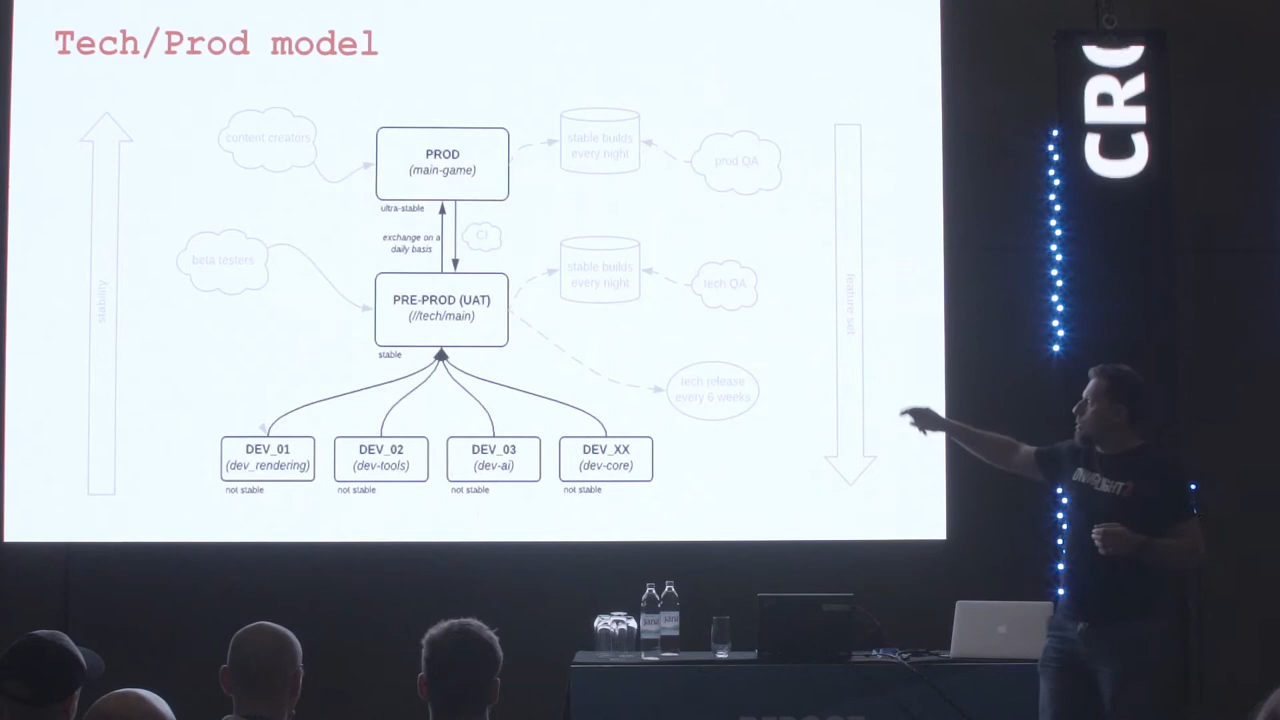 Tech/Prod model
content creators
PROD
(main-game)
stable builds
every night
prod QA
ultra-stable
exchange on a
daily basis
CI
beta testers
PRE-PROD (UAT)
(//tech/main)
stable builds
every night
tech QA
stability
feature set
stable
tech release
every 6 weeks
DEV_01
(dev_rendering)
DEV_02
(dev-tools)
DEV_03
(dev-ai)
DEV_XX
(dev-core)
not stable
not stable
not stable
not stable
CRO
jana